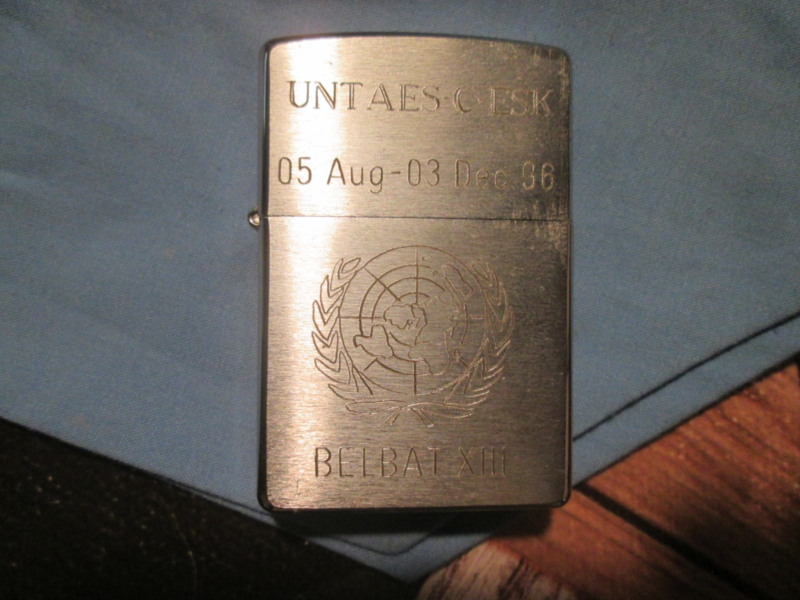 UNTAES-C-ESK
05 Aug-03 Dec 96
BELBAT XIII